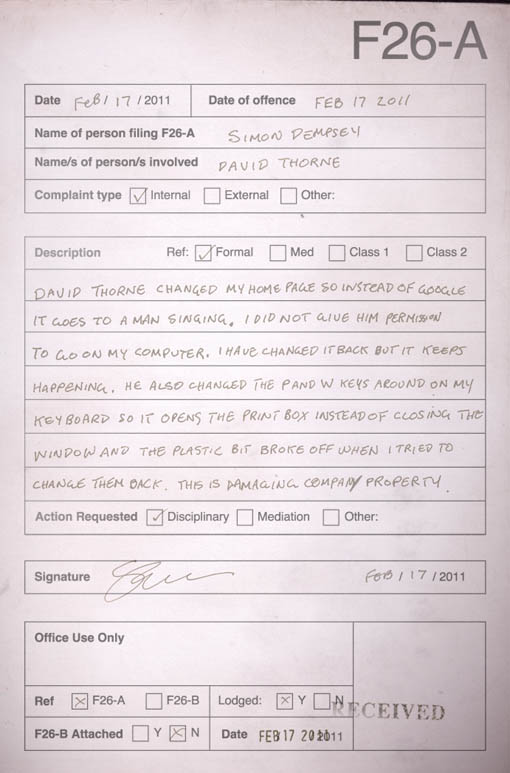 F26-A
Date FEB / 17 / 2011 Date of offence FEB 17 2011
Name of person filing F26-A SIMON DEMPSEY
Name/s of person/s involved DAVID THORNE
Complaint type Internal External Other:
Description Ref: Formal Med Class 1 Class 2
DAVID THORNE CHANGED MY HOME PAGE SO INSTEAD OF GOOGLE
IT GOES TO A MAN SINGING. I DID NOT GIVE HIM PERMISSION
TO GO ON MY COMPUTER. I HAVE CHANGED IT BACK BUT IT KEEPS
HAPPENING. HE ALSO CHANGED THE P AND W KEYS AROUND ON MY
KEYBOARD SO IT OPENS THE PRINT BOX INSTEAD OF CLOSING THE
WINDOW AND THE PLASTIC BIT BROKE OFF WHEN I TRIED TO
CHANGE THEM BACK. THIS IS DAMAGING COMPANY PROPERTY.
Action Requested Disciplinary Mediation Other:
Signature FEB / 17 / 2011
Office Use Only
Ref F26-A F26-B Lodged: Y N
RECEIVED
F26-B Attached Y N Date FEB 17 2011 / 2011